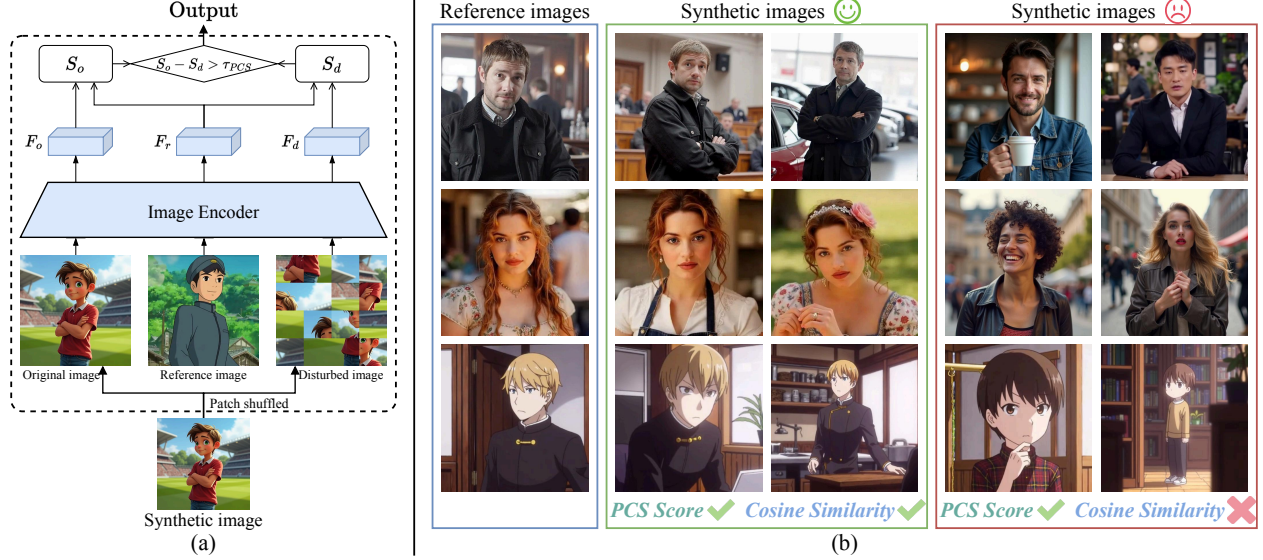 Output
S_o
S_o − S_d > τ_PCS
S_d
F_o
F_r
F_d
Image Encoder
Original image
Reference image
Disturbed image
Patch shuffled
Synthetic image
(a)
Reference images
Synthetic images
Synthetic images
PCS Score
Cosine Similarity
PCS Score
Cosine Similarity
(b)